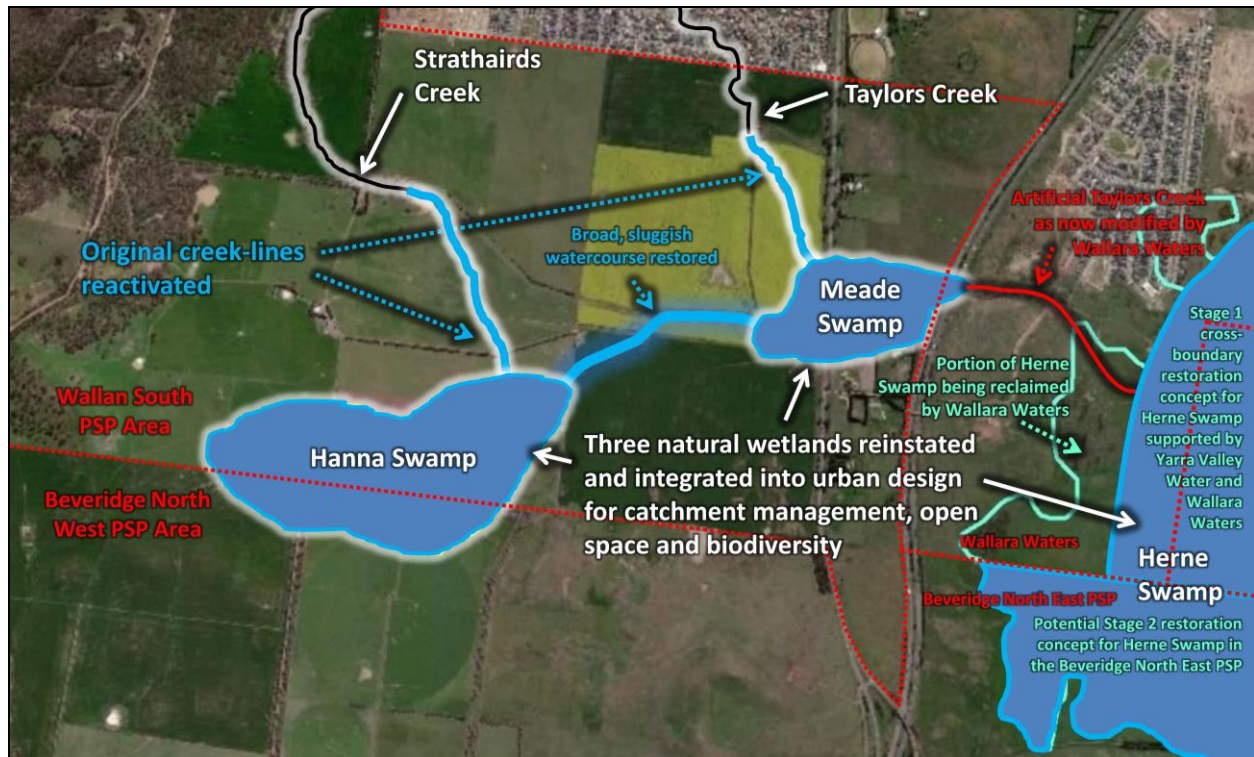 Strathairds
Creek
Taylors Creek
Original creek-lines
reactivated
Broad, sluggish
watercourse restored
Artificial Taylors Creek
as now modified by
Wallara Waters
Meade
Swamp
Stage 1
cross-
boundary
restoration
concept for
Herne Swamp
supported by
Yarra Valley
Water and
Wallara
Waters
Portion of Herne
Swamp being reclaimed
by Wallara Waters
Wallan South
PSP Area
Hanna Swamp
Beveridge North
West PSP Area
Three natural wetlands reinstated
and integrated into urban design
for catchment management, open
space and biodiversity
Wallara Waters
Herne
Swamp
Beveridge North East PSP
Potential Stage 2 restoration
concept for Herne Swamp in
the Beveridge North East PSP